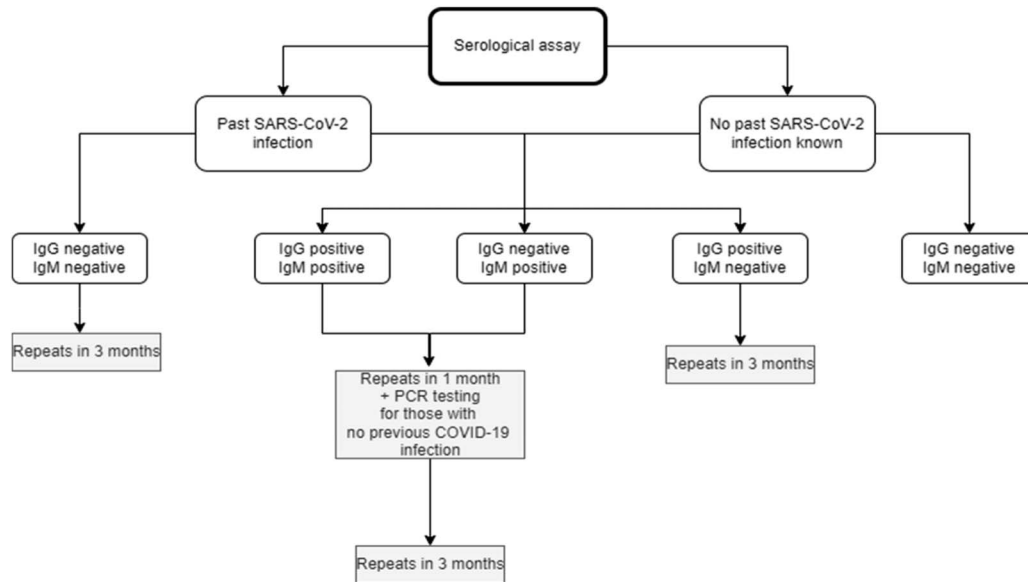 Serological assay
Past SARS-CoV-2
infection
No past SARS-CoV-2
infection known
IgG negative
IgM negative
IgG positive
IgM positive
IgG negative
IgM positive
IgG positive
IgM negative
IgG negative
IgM negative
Repeats in 3 months
Repeats in 1 month
+ PCR testing
for those with
no previous COVID-19
infection
Repeats in 3 months
Repeats in 3 months